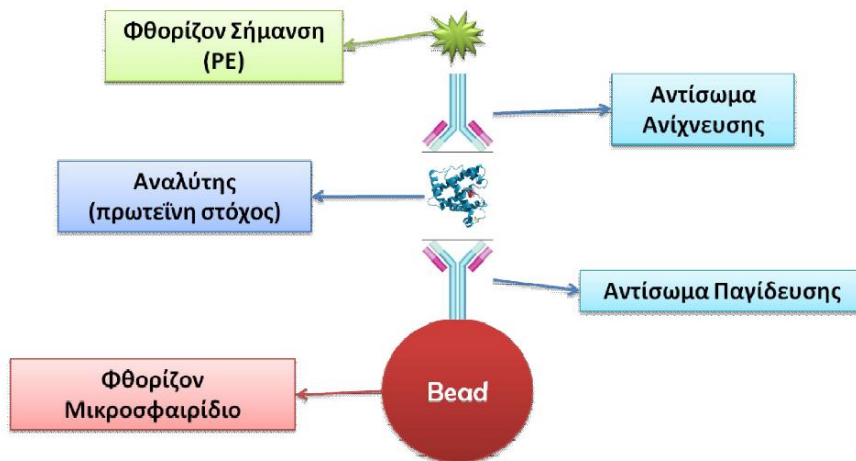 Φθορίζον Σήμανση
(PE)
Αντίσωμα
Ανίχνευσης
Αναλύτης
(πρωτεΐνη στόχος)
Αντίσωμα Παγίδευσης
Φθορίζον
Μικροσφαιρίδιο
Bead